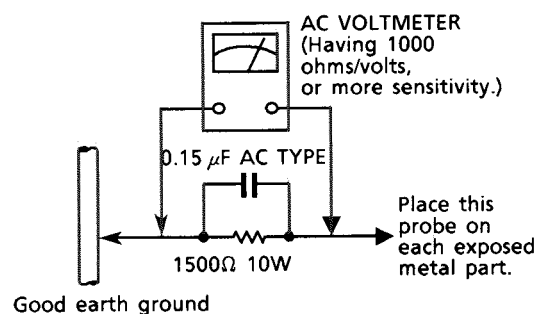 AC VOLTMETER
(Having 1000
ohms/volts,
or more sensitivity.)
0.15 μF AC TYPE
Place this
probe on
each exposed
metal part.
1500Ω 10W
Good earth ground